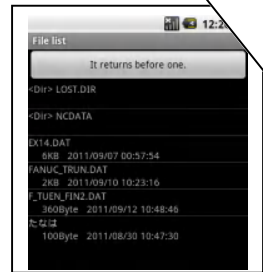 12:2
File list
It returns before one.
<Dir> LOST.DIR
<Dir> NCDATA
EX14.DAT
6KB 2011/09/07 00:57:54
FANUC_TRUN.DAT
2KB 2011/09/10 10:23:16
F_TUEN_FIN2.DAT
360Byte 2011/09/12 10:48:46
たなは
100Byte 2011/08/30 10:47:30